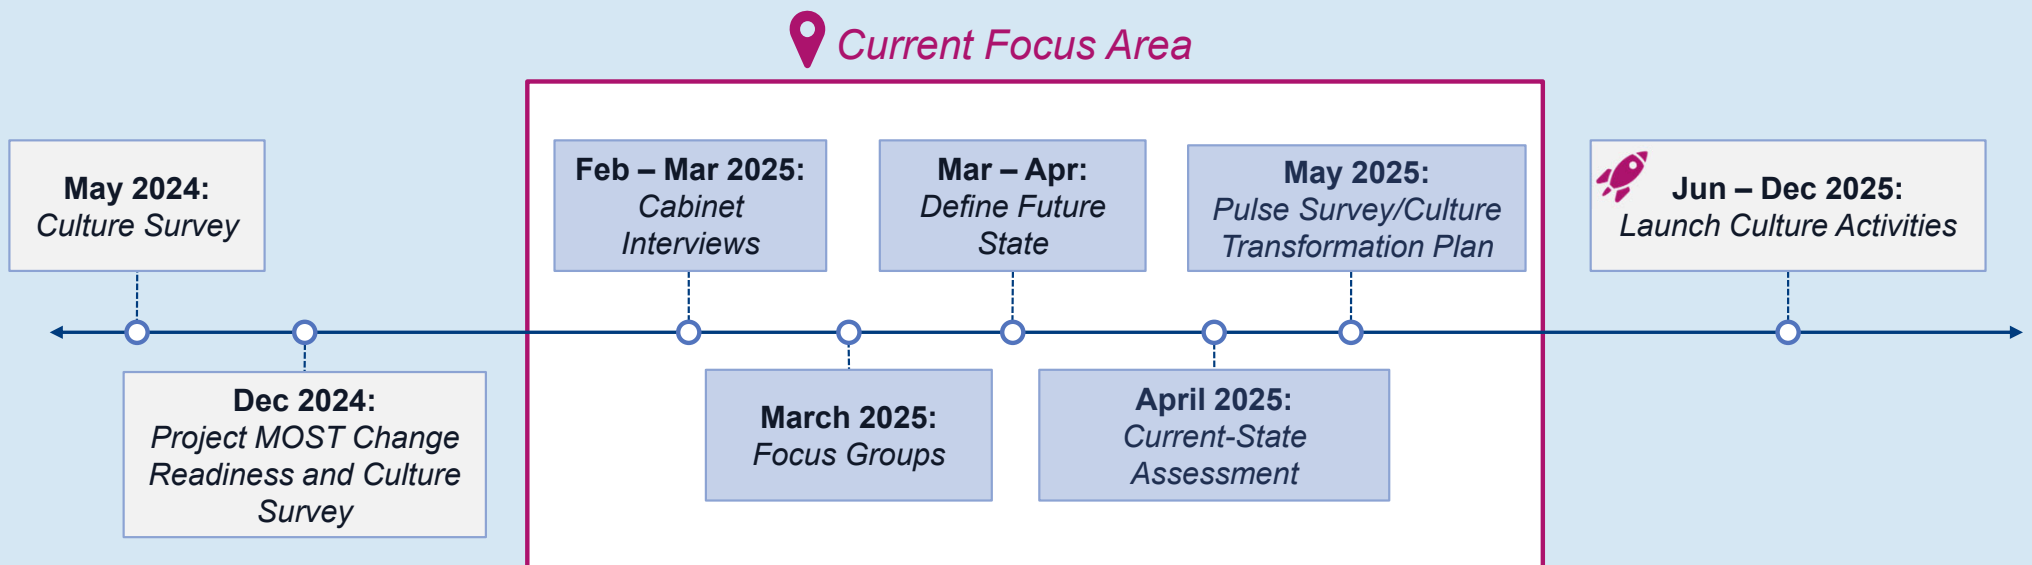 Current Focus Area
May 2024:
Culture Survey
Dec 2024:
Project MOST Change
Readiness and Culture
Survey
Feb – Mar 2025:
Cabinet
Interviews
March 2025:
Focus Groups
Mar – Apr:
Define Future
State
April 2025:
Current-State
Assessment
May 2025:
Pulse Survey/Culture
Transformation Plan
Jun – Dec 2025:
Launch Culture Activities